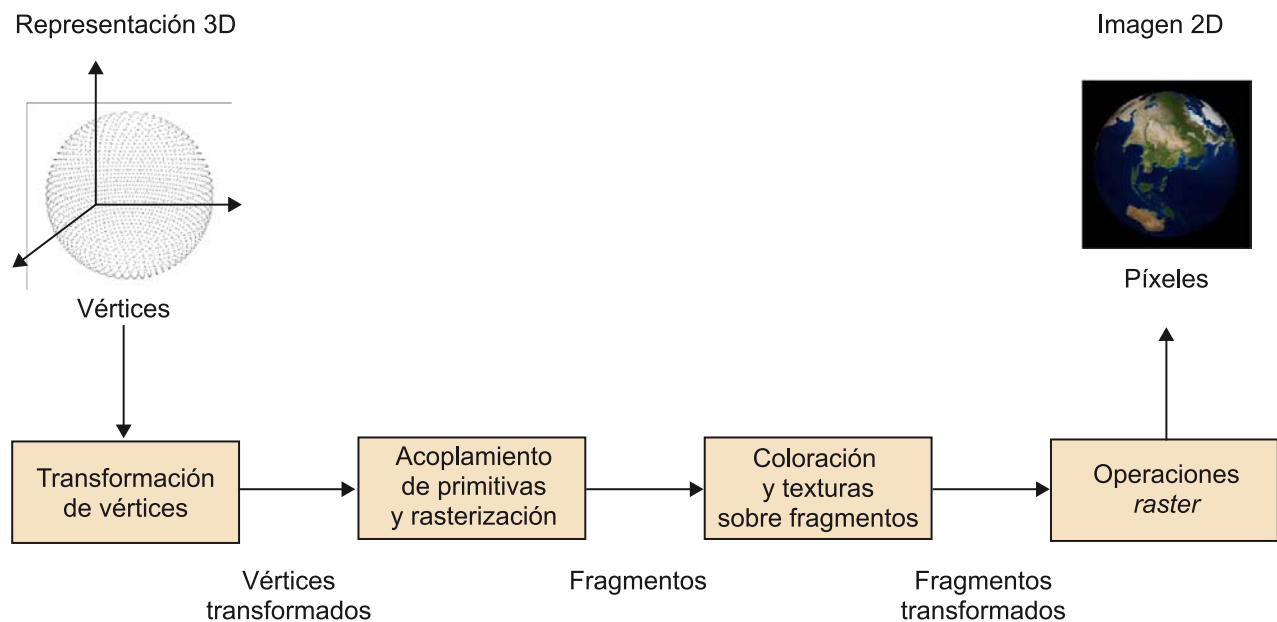 Representación 3D
Imagen 2D
Vértices
Píxeles
Transformación
de vértices
Acoplamiento
de primitivas
y rasterización
Coloración
y texturas
sobre fragmentos
Operaciones
raster
Vértices
transformados
Fragmentos
Fragmentos
transformados